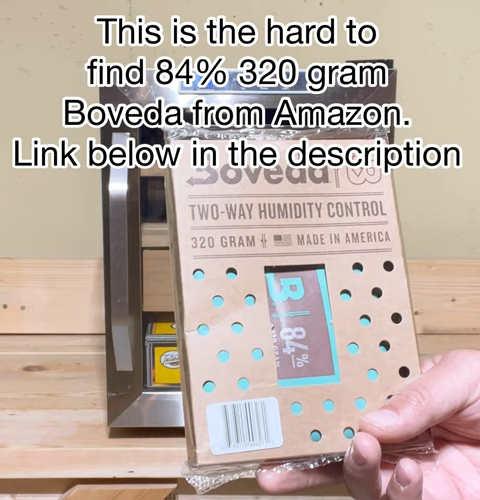 This is the hard to
find 84% 320 gram
Boveda from Amazon.
Link below in the description
Boveda
TWO-WAY HUMIDITY CONTROL
320 GRAM MADE IN AMERICA
B 84%